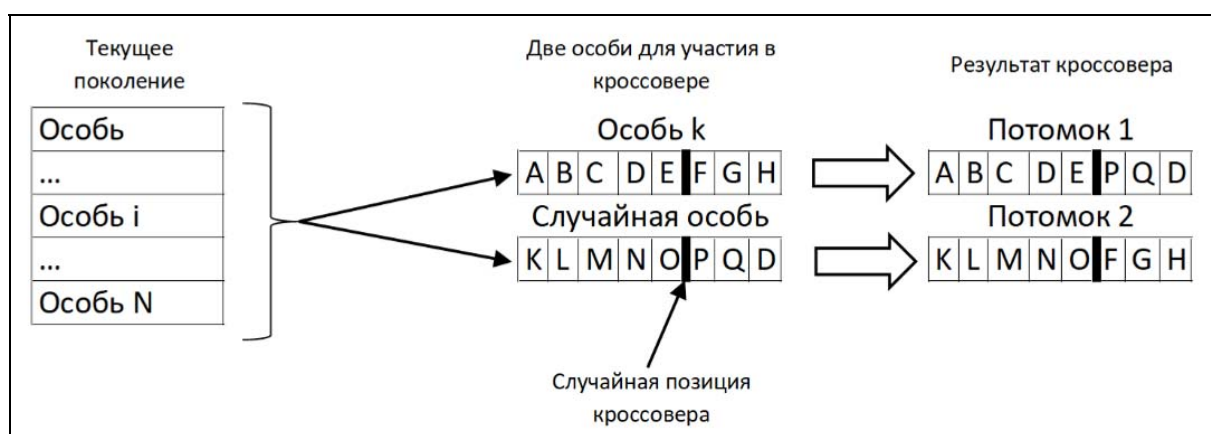 Текущее
поколение
Особь
...
Особь i
...
Особь N
Две особи для участия в
кроссовере
Особь k
A B C D E F G H
Случайная особь
K L M N O P Q D
Случайная позиция
кроссовера
Результат кроссовера
Потомок 1
A B C D E P Q D
Потомок 2
K L M N O F G H